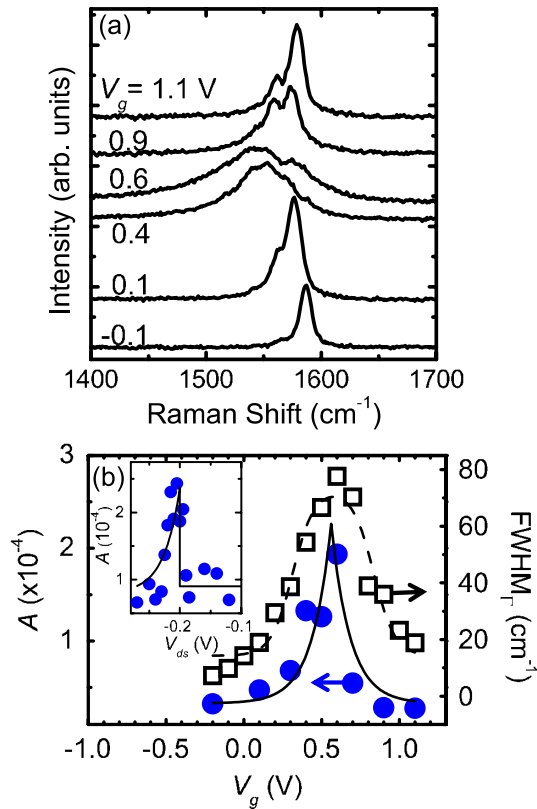 (a)
V_g = 1.1 V
0.9
0.6
0.4
0.1
-0.1
Intensity (arb. units)
1400 1500 1600 1700
Raman Shift (cm⁻¹)
(b)
3
2
1
A (x10⁻⁴)
80
60
40
20
0
FWHM_Γ (cm⁻¹)
A (10⁻⁴)
2
1
-0.2 -0.1
V_ds (V)
-1.0 -0.5 0.0 0.5 1.0
V_g (V)